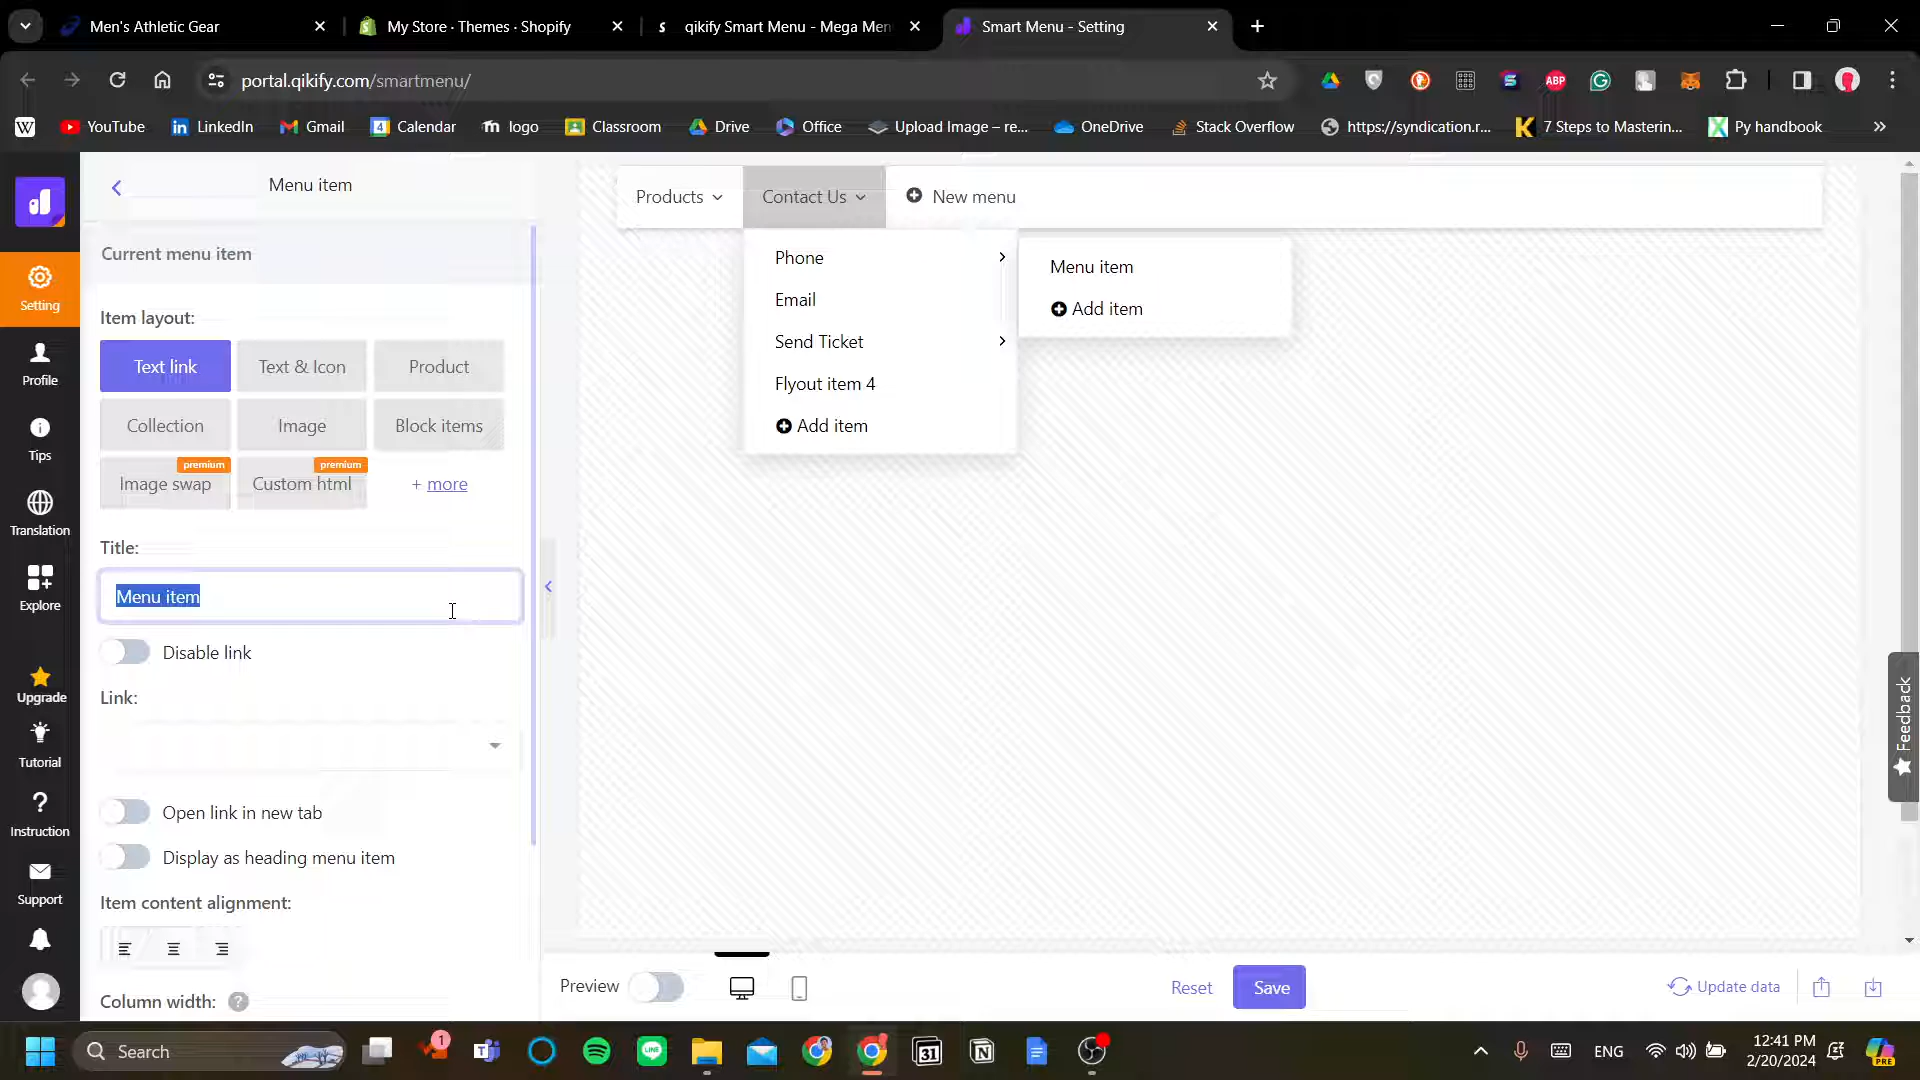 Men's Athletic Gear
My Store · Themes · Shopify
s
qikify Smart Menu - Mega Men
Smart Menu - Setting
portal.qikify.com/smartmenu/
ABP
W
YouTube
LinkedIn
Gmail
4
Calendar
logo
Classroom
Drive
Office
Upload Image – re...
OneDrive
Stack Overflow
https://syndication.r...
7 Steps to Masterin...
Py handbook
Setting
Profile
Tips
Translation
Explore
Upgrade
Tutorial
Instruction
Support
Menu item
Current menu item
Item layout:
Text link
Text & Icon
Product
Collection
Image
Block items
premium
premium
Image swap
Custom html
+ more
Title:
Menu item
Disable link
Link:
Open link in new tab
Display as heading menu item
Item content alignment:
Column width: ?
Products
Contact Us
New menu
Phone
Email
Send Ticket
Flyout item 4
Add item
Menu item
Add item
Feedback
Preview
Reset
Save
Update data
Search
1
31
ENG
12:41 PM
2/20/2024
PRE